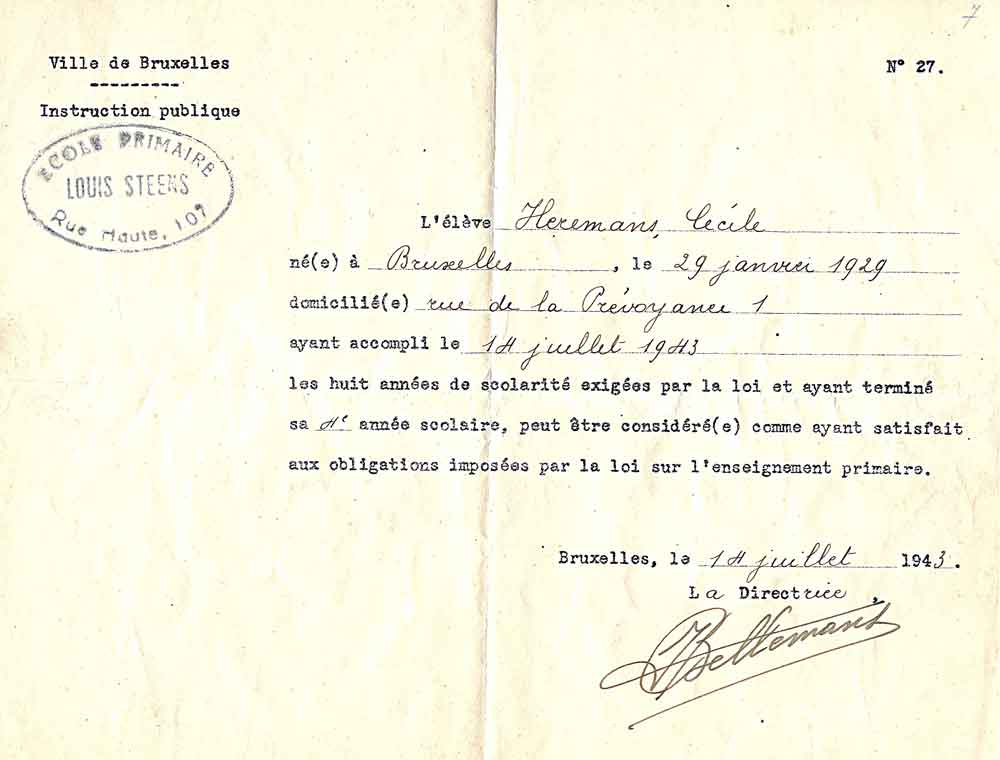 7
Ville de Bruxelles
---------
N° 27.
Instruction publique
ECOLE PRIMAIRE
LOUIS STEENS
Rue Haute, 107
L'élève Heremans, Cécile
né(e) à Bruxelles, le 29 janvier 1929
domicilié(e) rue de la Prévoyance 1
ayant accompli le 14 juillet 1943
les huit années de scolarité exigées par la loi et ayant terminé
sa 4e année scolaire, peut être considéré(e) comme ayant satisfait
aux obligations imposées par la loi sur l'enseignement primaire.
Bruxelles, le 14 juillet 1943.
La Directrice,
Beltemans